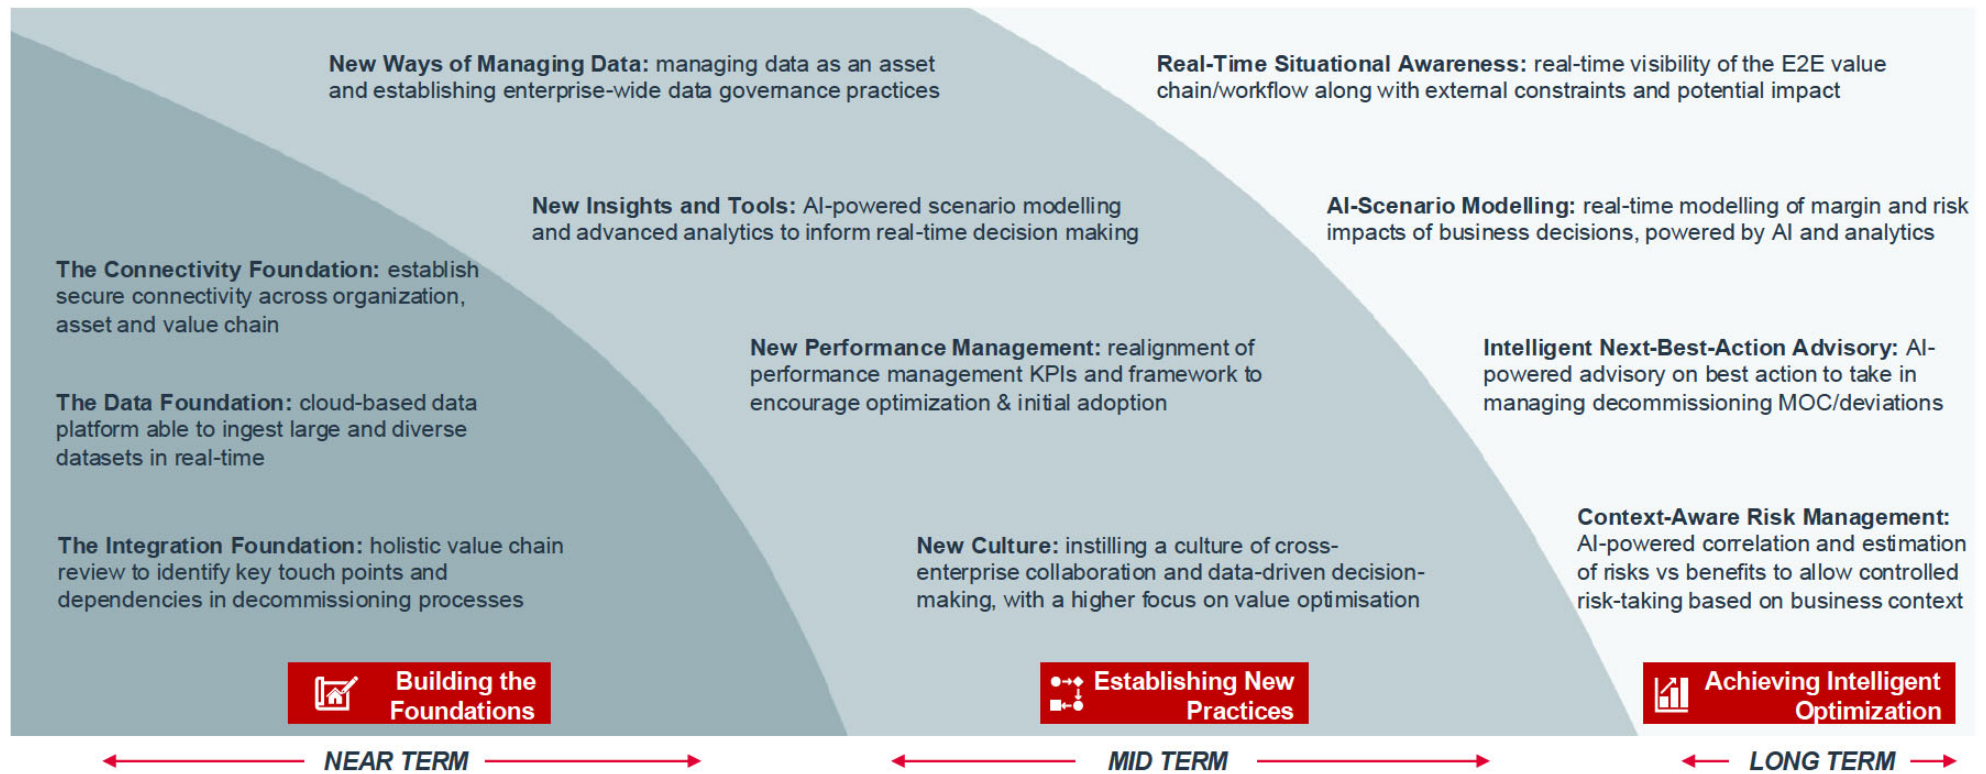 New Ways of Managing Data: managing data as an asset
and establishing enterprise-wide data governance practices
Real-Time Situational Awareness: real-time visibility of the E2E value
chain/workflow along with external constraints and potential impact
New Insights and Tools: AI-powered scenario modelling
and advanced analytics to inform real-time decision making
AI-Scenario Modelling: real-time modelling of margin and risk
impacts of business decisions, powered by AI and analytics
The Connectivity Foundation: establish
secure connectivity across organization,
asset and value chain
New Performance Management: realignment of
performance management KPIs and framework to
encourage optimization & initial adoption
Intelligent Next-Best-Action Advisory: AI-
powered advisory on best action to take in
managing decommissioning MOC/deviations
The Data Foundation: cloud-based data
platform able to ingest large and diverse
datasets in real-time
The Integration Foundation: holistic value chain
review to identify key touch points and
dependencies in decommissioning processes
New Culture: instilling a culture of cross-
enterprise collaboration and data-driven decision-
making, with a higher focus on value optimisation
Context-Aware Risk Management:
AI-powered correlation and estimation
of risks vs benefits to allow controlled
risk-taking based on business context
Building the
Foundations
Establishing New
Practices
Achieving Intelligent
Optimization
NEAR TERM
MID TERM
LONG TERM